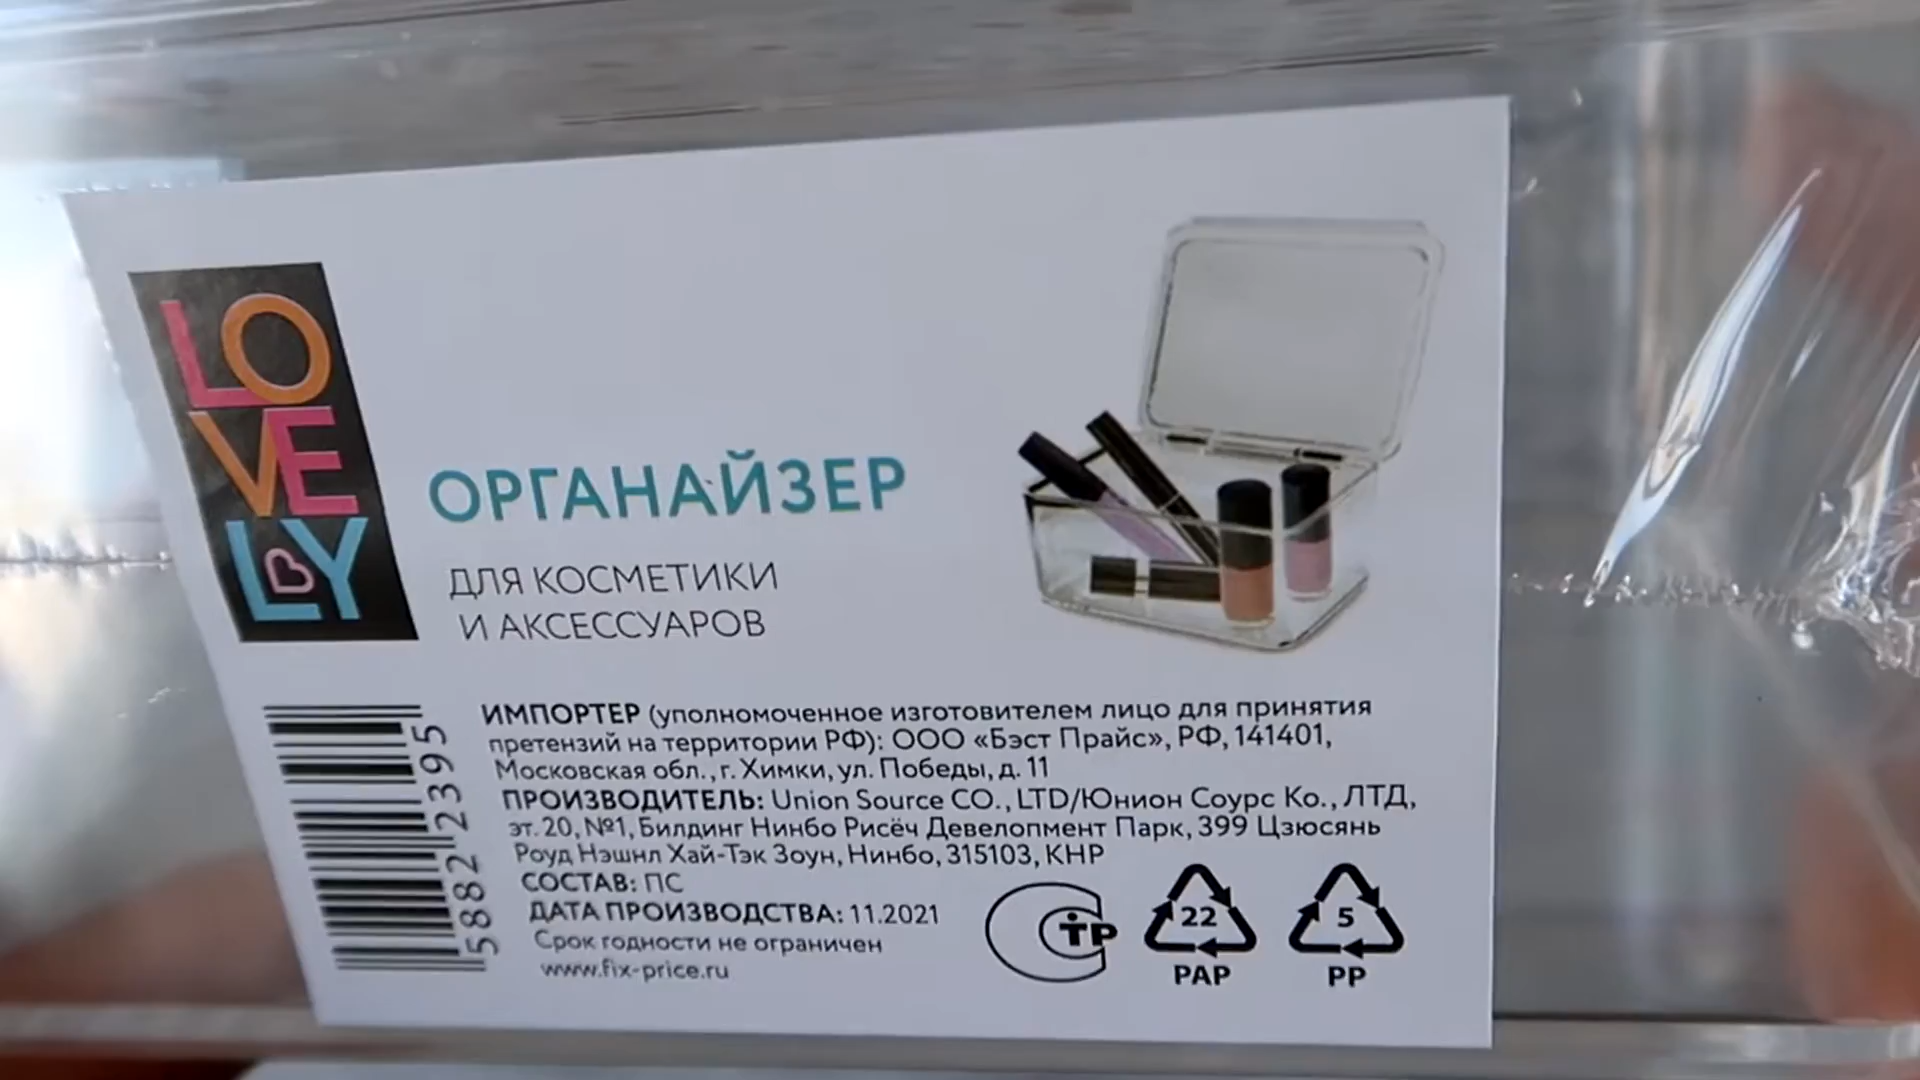 LOVELY
ОРГАНАЙЗЕР
ДЛЯ КОСМЕТИКИ
И АКСЕССУАРОВ
ИМПОРТЕР (уполномоченное изготовителем лицо для принятия
претензий на территории РФ): ООО «Бэст Прайс», РФ, 141401,
Московская обл., г. Химки, ул. Победы, д. 11
ПРОИЗВОДИТЕЛЬ: Union Source CO., LTD/Юнион Соурс Ко., ЛТД,
эт. 20, №1, Билдинг Нинбо Рисёч Девелопмент Парк, 399 Цзюсянь
Роуд Нэшнл Хай-Тэк Зоун, Нинбо, 315103, КНР
СОСТАВ: ПС
ДАТА ПРОИЗВОДСТВА: 11.2021
Срок годности не ограничен
www.fix-price.ru
5882 2395
ТР
22
PAP
5
PP